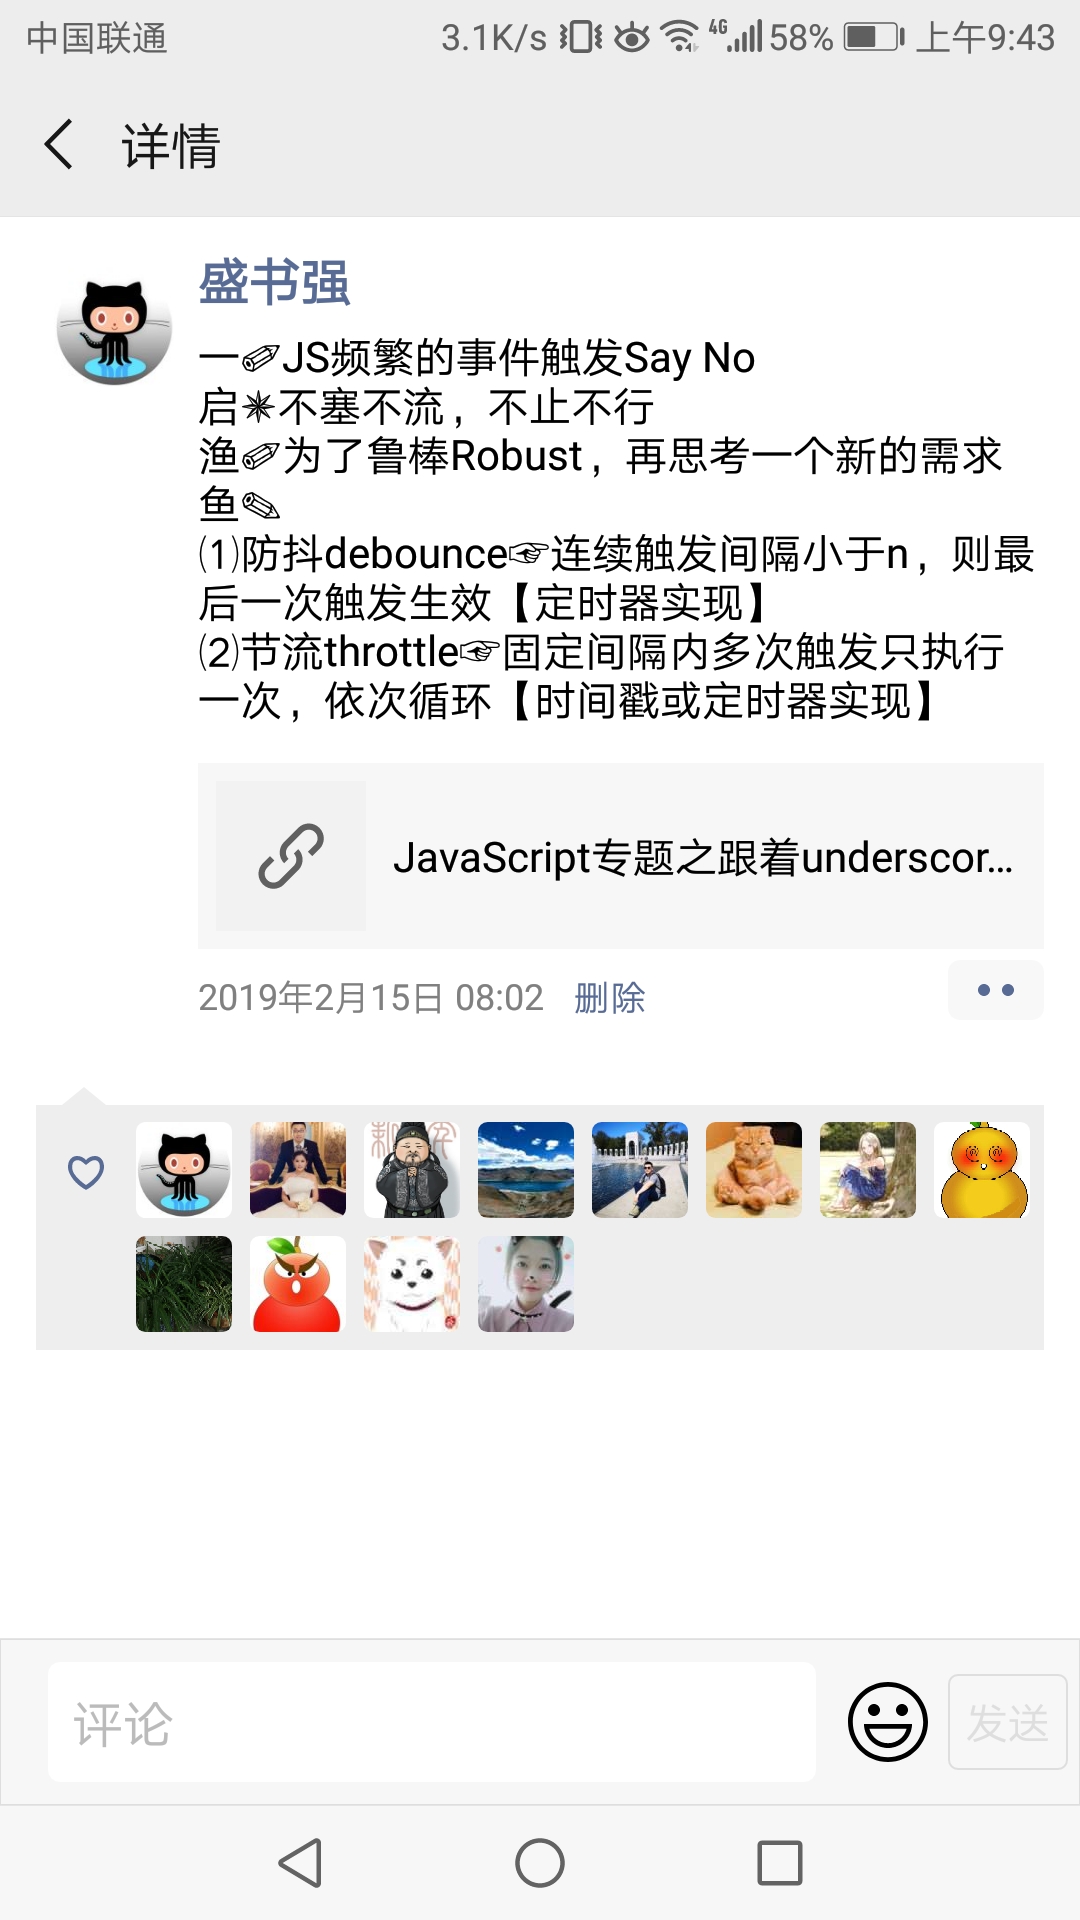 中国联通 3.1K/s 4G 58% 上午9:43
详情
盛书强
一✐JS频繁的事件触发Say No
启✴不塞不流，不止不行
渔✐为了鲁棒Robust，再思考一个新的需求
鱼✎
⑴防抖debounce☞连续触发间隔小于n，则最
后一次触发生效【定时器实现】
⑵节流throttle☞固定间隔内多次触发只执行
一次，依次循环【时间戳或定时器实现】
JavaScript专题之跟着underscor...
2019年2月15日 08:02 删除
评论 发送